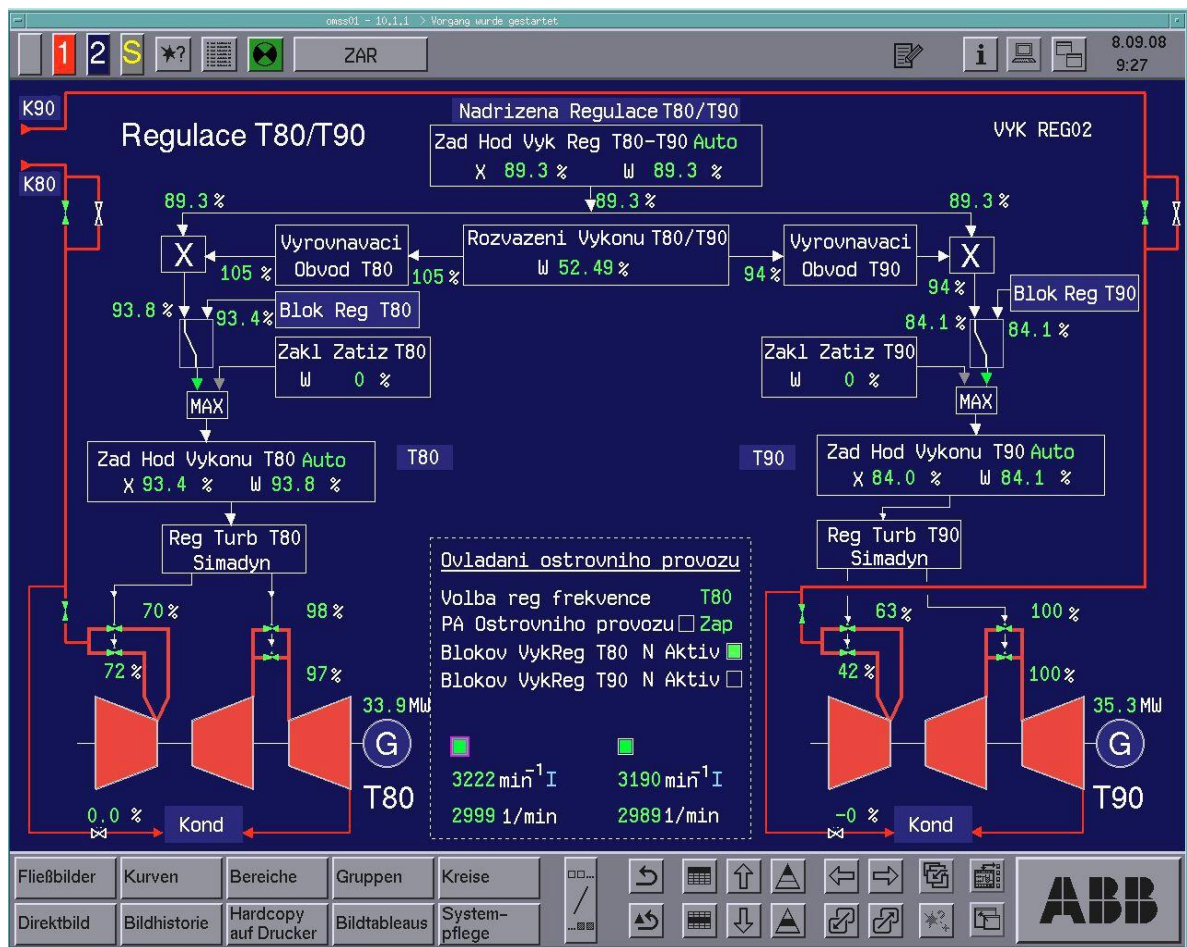 omss01 - 10.1.1 > Vorgang wurde gestartet
1 2 S ✶? ZAR i 8.09.08
9:27
K90
Regulace T80/T90
Nadrizena Regulace T80/T90
VYK REG02
Zad Hod Vyk Reg T80-T90 Auto
X 89.3 % W 89.3 %
K80
89.3 % 89.3 % 89.3 %
X
Vyrovnavaci
Obvod T80
Rozvazeni Vykonu T80/T90
W 52.49 %
Vyrovnavaci
Obvod T90
X
105 % 105 % 94 % 94 %
93.8 % 93.4 % Blok Reg T80
84.1 % 84.1 % Blok Reg T90
Zakl Zatiz T80
W 0 %
Zakl Zatiz T90
W 0 %
MAX MAX
Zad Hod Vykonu T80 Auto
X 93.4 % W 93.8 %
T80
T90
Zad Hod Vykonu T90 Auto
X 84.0 % W 84.1 %
Reg Turb T80
Simadyn
Reg Turb T90
Simadyn
70 % 98 %
72 % 97 %
33.9 MW
G
T80
0.0 % Kond
Ovladani ostrovniho provozu
Volba reg frekvence T80
PA Ostrovniho provozu Zap
Blokov VykReg T80 N Aktiv
Blokov VykReg T90 N Aktiv
3222 min⁻¹ I 3190 min⁻¹ I
2999 1/min 2989 1/min
63 % 100 %
42 % 100 %
35.3 MW
G
T90
-0 % Kond
Fließbilder Kurven Bereiche Gruppen Kreise
Direktbild Bildhistorie Hardcopy auf Drucker Bildtableaus System-pflege
ABB